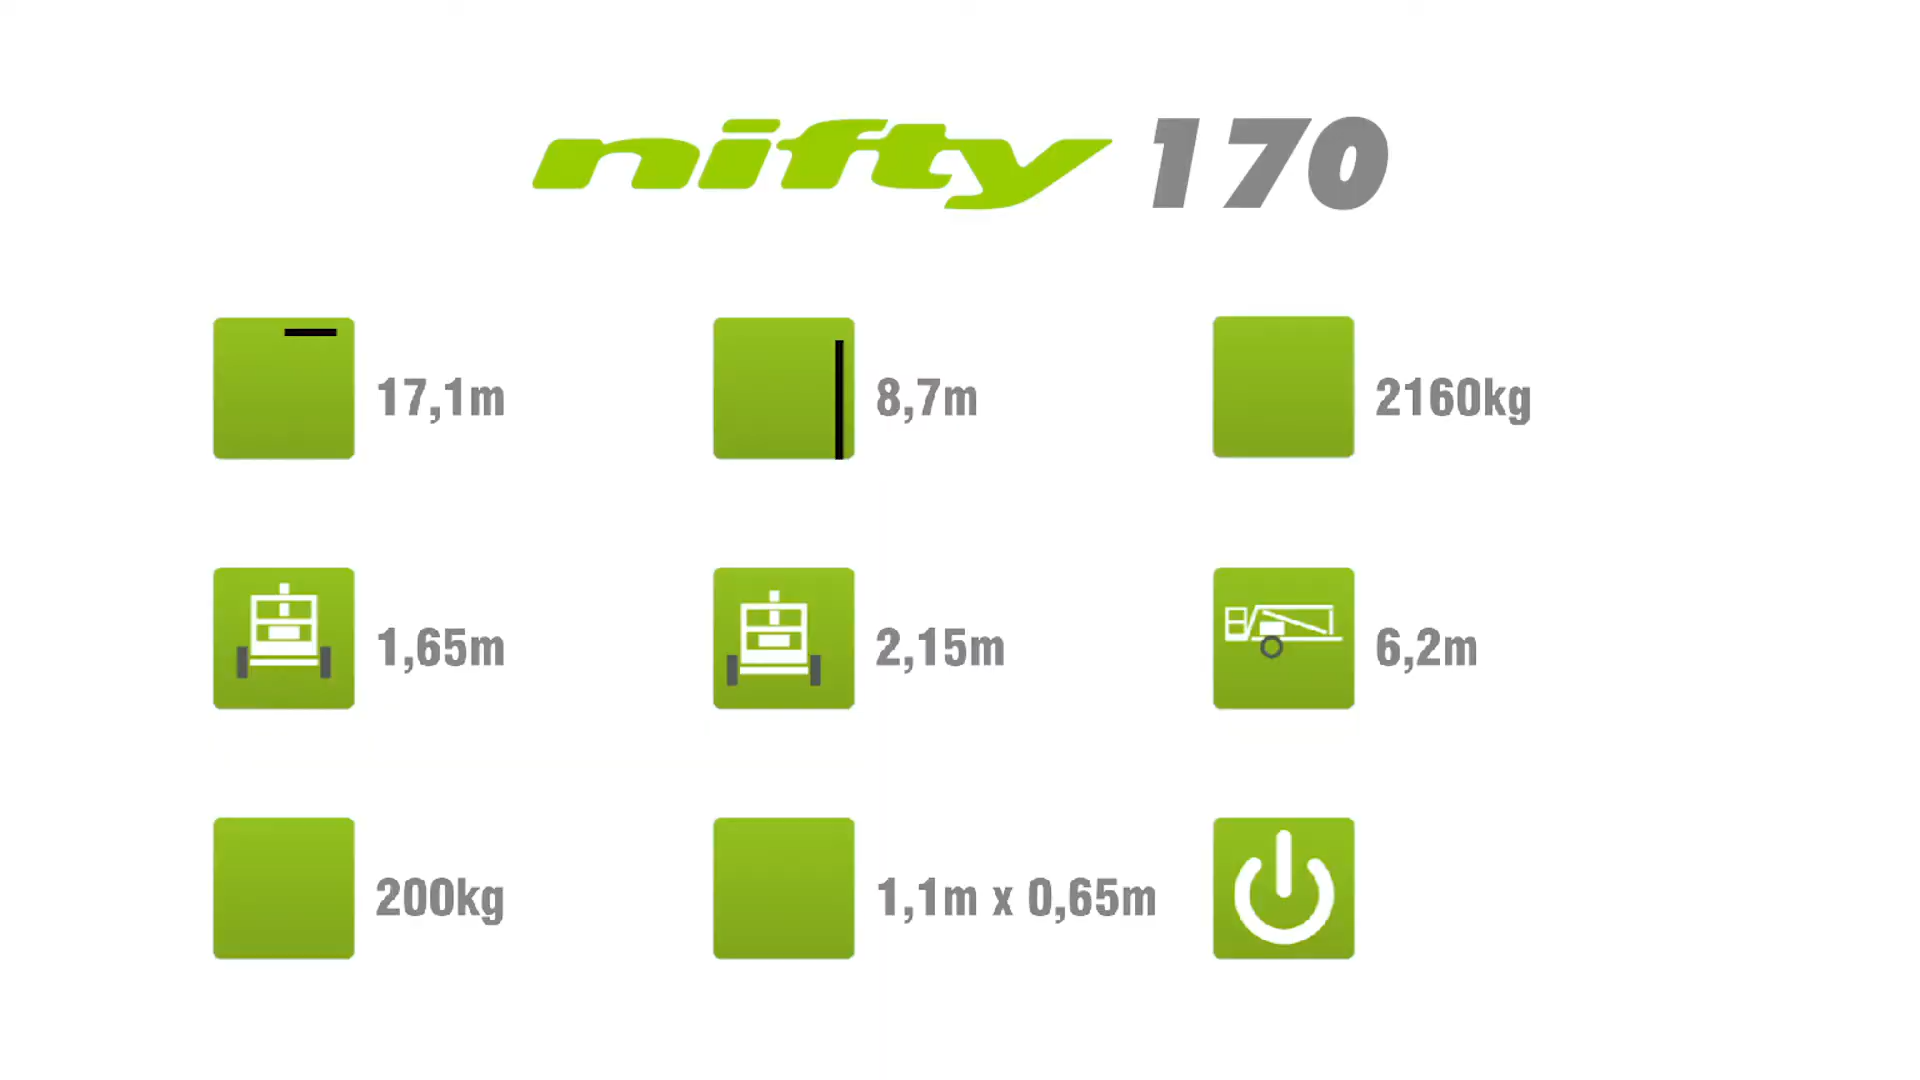 nifty 170
17,1m
8,7m
2160kg
1,65m
2,15m
6,2m
200kg
1,1m x 0,65m